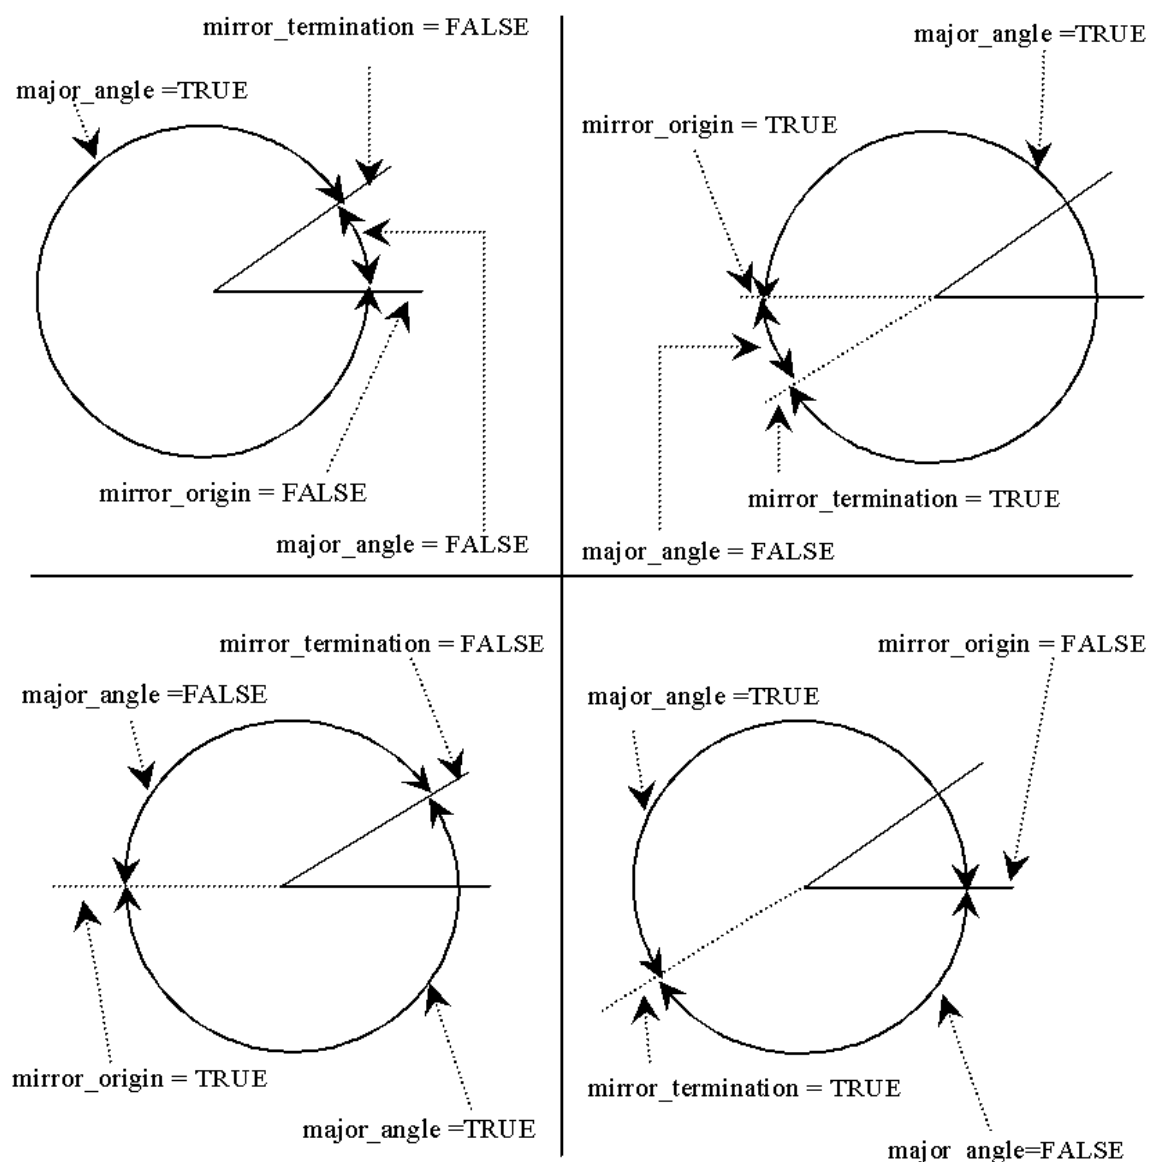 mirror_termination = FALSE
major_angle =TRUE
mirror_origin = FALSE
major_angle = FALSE
major_angle =TRUE
mirror_origin = TRUE
mirror_termination = TRUE
major_angle = FALSE
mirror_termination = FALSE
major_angle =FALSE
mirror_origin = TRUE
major_angle =TRUE
mirror_origin = FALSE
major_angle =TRUE
mirror_termination = TRUE
major_angle=FALSE